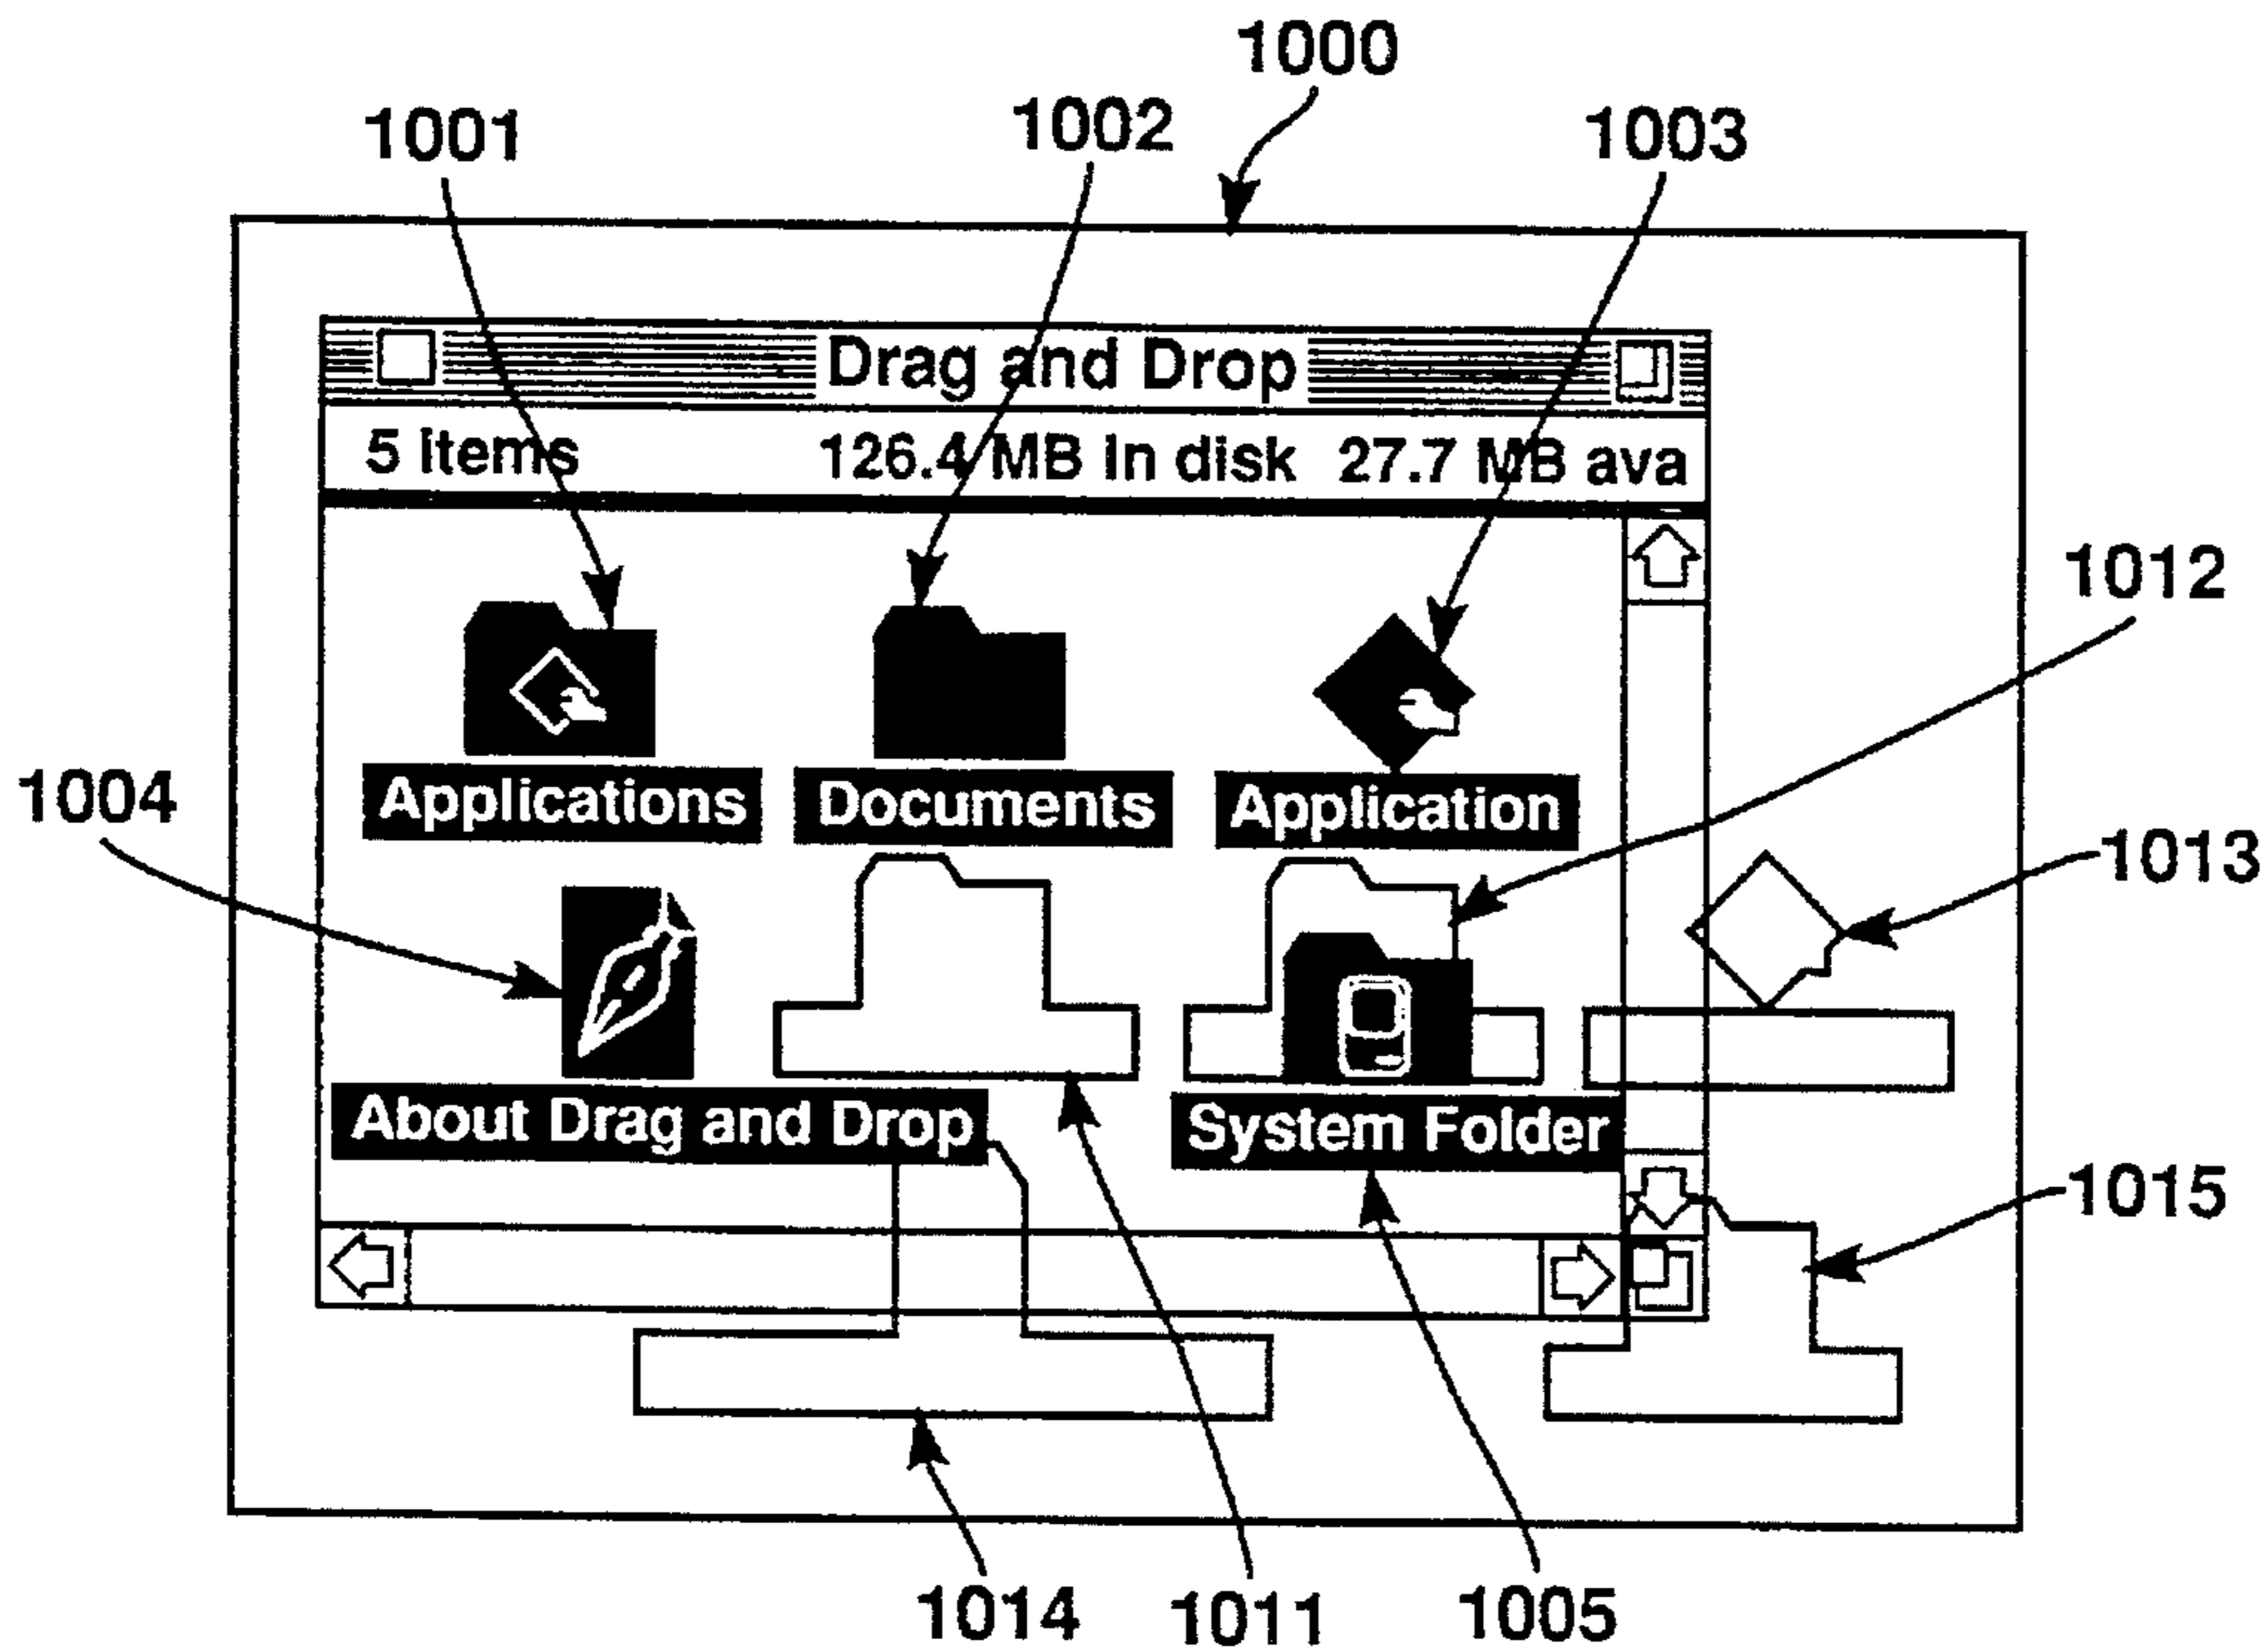 1000
1001
1002
1003
Drag and Drop
5 items 126.4 MB in disk 27.7 MB ava
1012
Applications Documents Application
1004
1013
About Drag and Drop System Folder
1015
1014
1011
1005